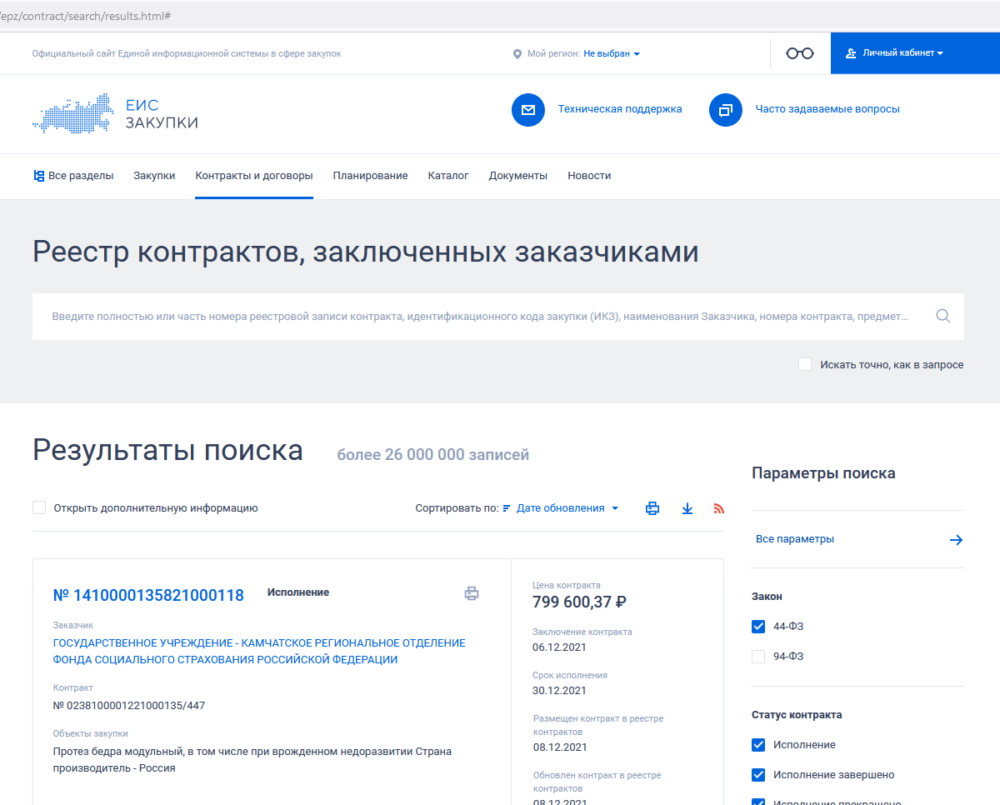 /epz/contract/search/results.html#
Официальный сайт Единой информационной системы в сфере закупок
Мой регион: Не выбран
Личный кабинет
ЕИС
ЗАКУПКИ
Техническая поддержка
Часто задаваемые вопросы
Все разделы
Закупки
Контракты и договоры
Планирование
Каталог
Документы
Новости
Реестр контрактов, заключенных заказчиками
Введите полностью или часть номера реестровой записи контракта, идентификационного кода закупки (ИКЗ), наименования Заказчика, номера контракта, предмет...
Искать точно, как в запросе
Результаты поиска
более 26 000 000 записей
Открыть дополнительную информацию
Сортировать по: Дате обновления
№ 1410000135821000118
Исполнение
Заказчик
ГОСУДАРСТВЕННОЕ УЧРЕЖДЕНИЕ - КАМЧАТСКОЕ РЕГИОНАЛЬНОЕ ОТДЕЛЕНИЕ
ФОНДА СОЦИАЛЬНОГО СТРАХОВАНИЯ РОССИЙСКОЙ ФЕДЕРАЦИИ
Контракт
№ 0238100001221000135/447
Объекты закупки
Протез бедра модульный, в том числе при врожденном недоразвитии Страна
производитель - Россия
Цена контракта
799 600,37 ₽
Заключение контракта
06.12.2021
Срок исполнения
30.12.2021
Размещен контракт в реестре
контрактов
08.12.2021
Обновлен контракт в реестре
контрактов
08.12.2021
Параметры поиска
Все параметры
Закон
44-ФЗ
94-ФЗ
Статус контракта
Исполнение
Исполнение завершено
Исполнение прекращено